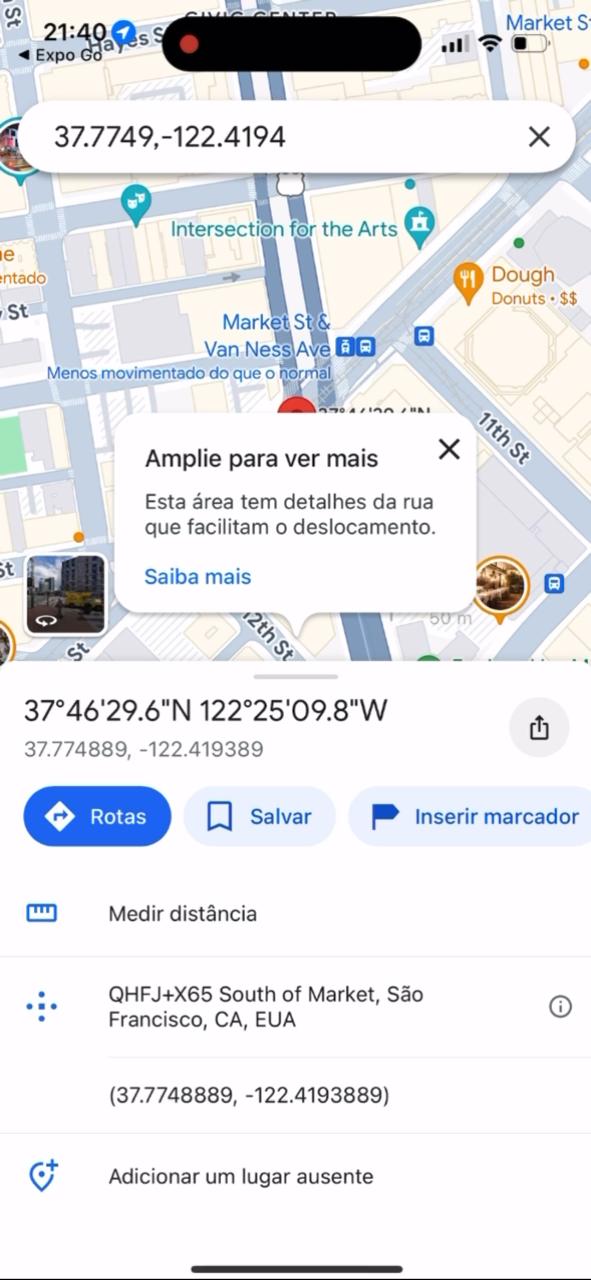 CIVIC CENTER
Market S
21:40
Hayes S
St
◀ Expo Go
37.7749,-122.4194
Intersection for the Arts
entado
Dough
Donuts • $$
St
Market St &
Van Ness Ave
Menos movimentado do que o normal
37°46'29.6"N
11th St
Amplie para ver mais
Esta área tem detalhes da rua
que facilitam o deslocamento.
Saiba mais
St
50 m
12th St
St
37°46'29.6"N 122°25'09.8"W
37.774889, -122.419389
Rotas
Salvar
Inserir marcador
Medir distância
QHFJ+X65 South of Market, São
Francisco, CA, EUA
(37.7748889, -122.4193889)
Adicionar um lugar ausente